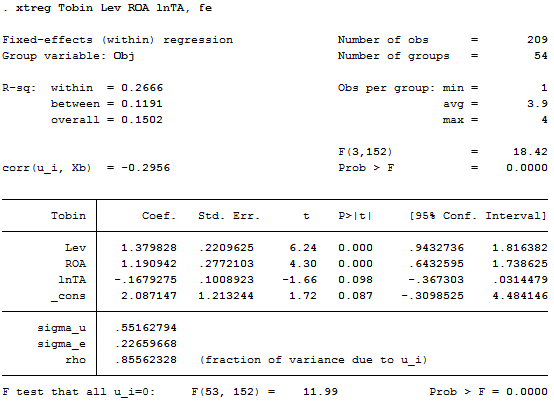 . xtreg Tobin Lev ROA lnTA, fe
Fixed-effects (within) regression Number of obs = 209
Group variable: Obj Number of groups = 54
R-sq: within = 0.2666 Obs per group: min = 1
between = 0.1191 avg = 3.9
overall = 0.1502 max = 4
F(3,152) = 18.42
corr(u_i, Xb) = -0.2956 Prob > F = 0.0000
Tobin Coef. Std. Err. t P>|t| [95% Conf. Interval]
Lev 1.379828 .2209625 6.24 0.000 .9432736 1.816382
ROA 1.190942 .2772103 4.30 0.000 .6432595 1.738625
lnTA -.1679275 .1008923 -1.66 0.098 -.367303 .0314479
_cons 2.087147 1.213244 1.72 0.087 -.3098525 4.484146
sigma_u .55162794
sigma_e .22659668
rho .85562328 (fraction of variance due to u_i)
F test that all u_i=0: F(53, 152) = 11.99 Prob > F = 0.0000